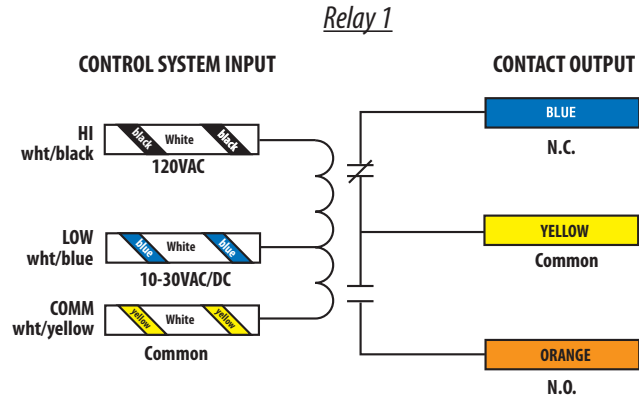 Relay 1
CONTROL SYSTEM INPUT
CONTACT OUTPUT
HI
wht/black
black White black
120VAC
LOW
wht/blue
blue White blue
10-30VAC/DC
COMM
wht/yellow
yellow White yellow
Common
BLUE
N.C.
YELLOW
Common
ORANGE
N.O.